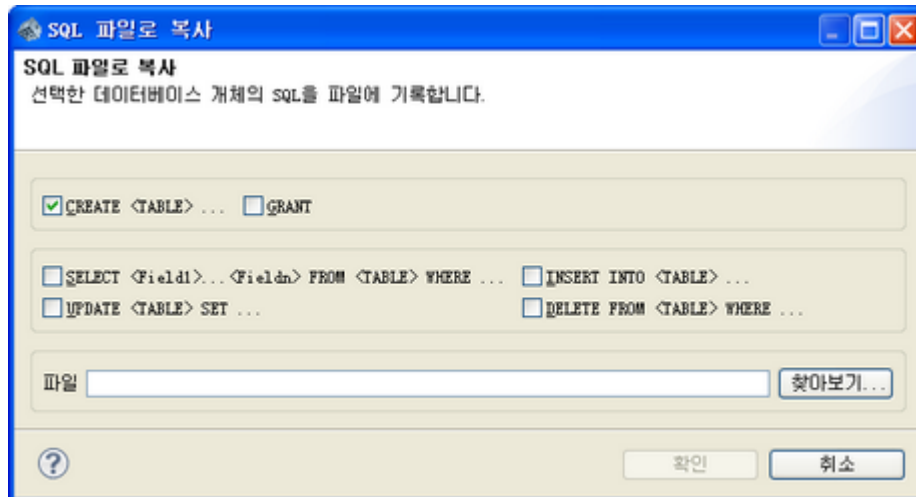 SQL 파일로 복사
SQL 파일로 복사
선택한 데이터베이스 개체의 SQL을 파일에 기록합니다.
CREATE <TABLE> ... GRANT
SELECT <Field1>...<Fieldn> FROM <TABLE> WHERE ... INSERT INTO <TABLE> ...
UPDATE <TABLE> SET ... DELETE FROM <TABLE> WHERE ...
파일 찾아보기...
? 확인 취소